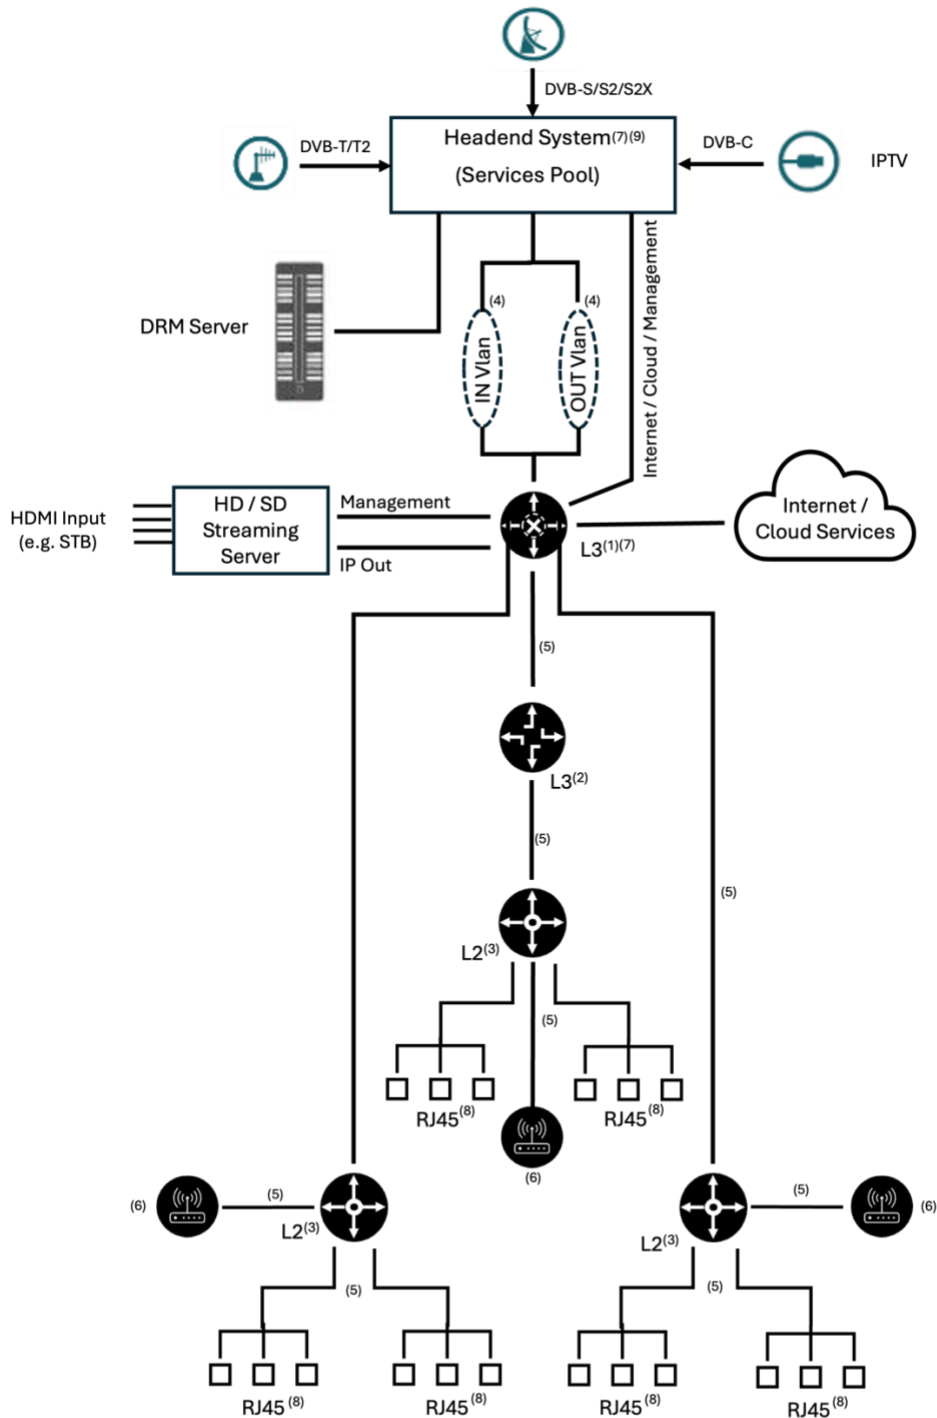 DVB-S/S2/S2X
Headend System(7)(9)
(Services Pool)
DVB-T/T2
DVB-C
IPTV
DRM Server
(4)
(4)
IN Vlan
OUT Vlan
Internet / Cloud / Management
HDMI Input
(e.g. STB)
HD / SD
Streaming
Server
Management
IP Out
L3(1)(7)
Internet /
Cloud Services
(5)
L3(2)
(5)
(5)
L2(3)
(5)
RJ45(8)
RJ45(8)
(6)
(6)
(5)
L2(3)
(5)
(6)
L2(3)
(5)
(5)
RJ45(8)
RJ45(8)
RJ45(8)
RJ45(8)